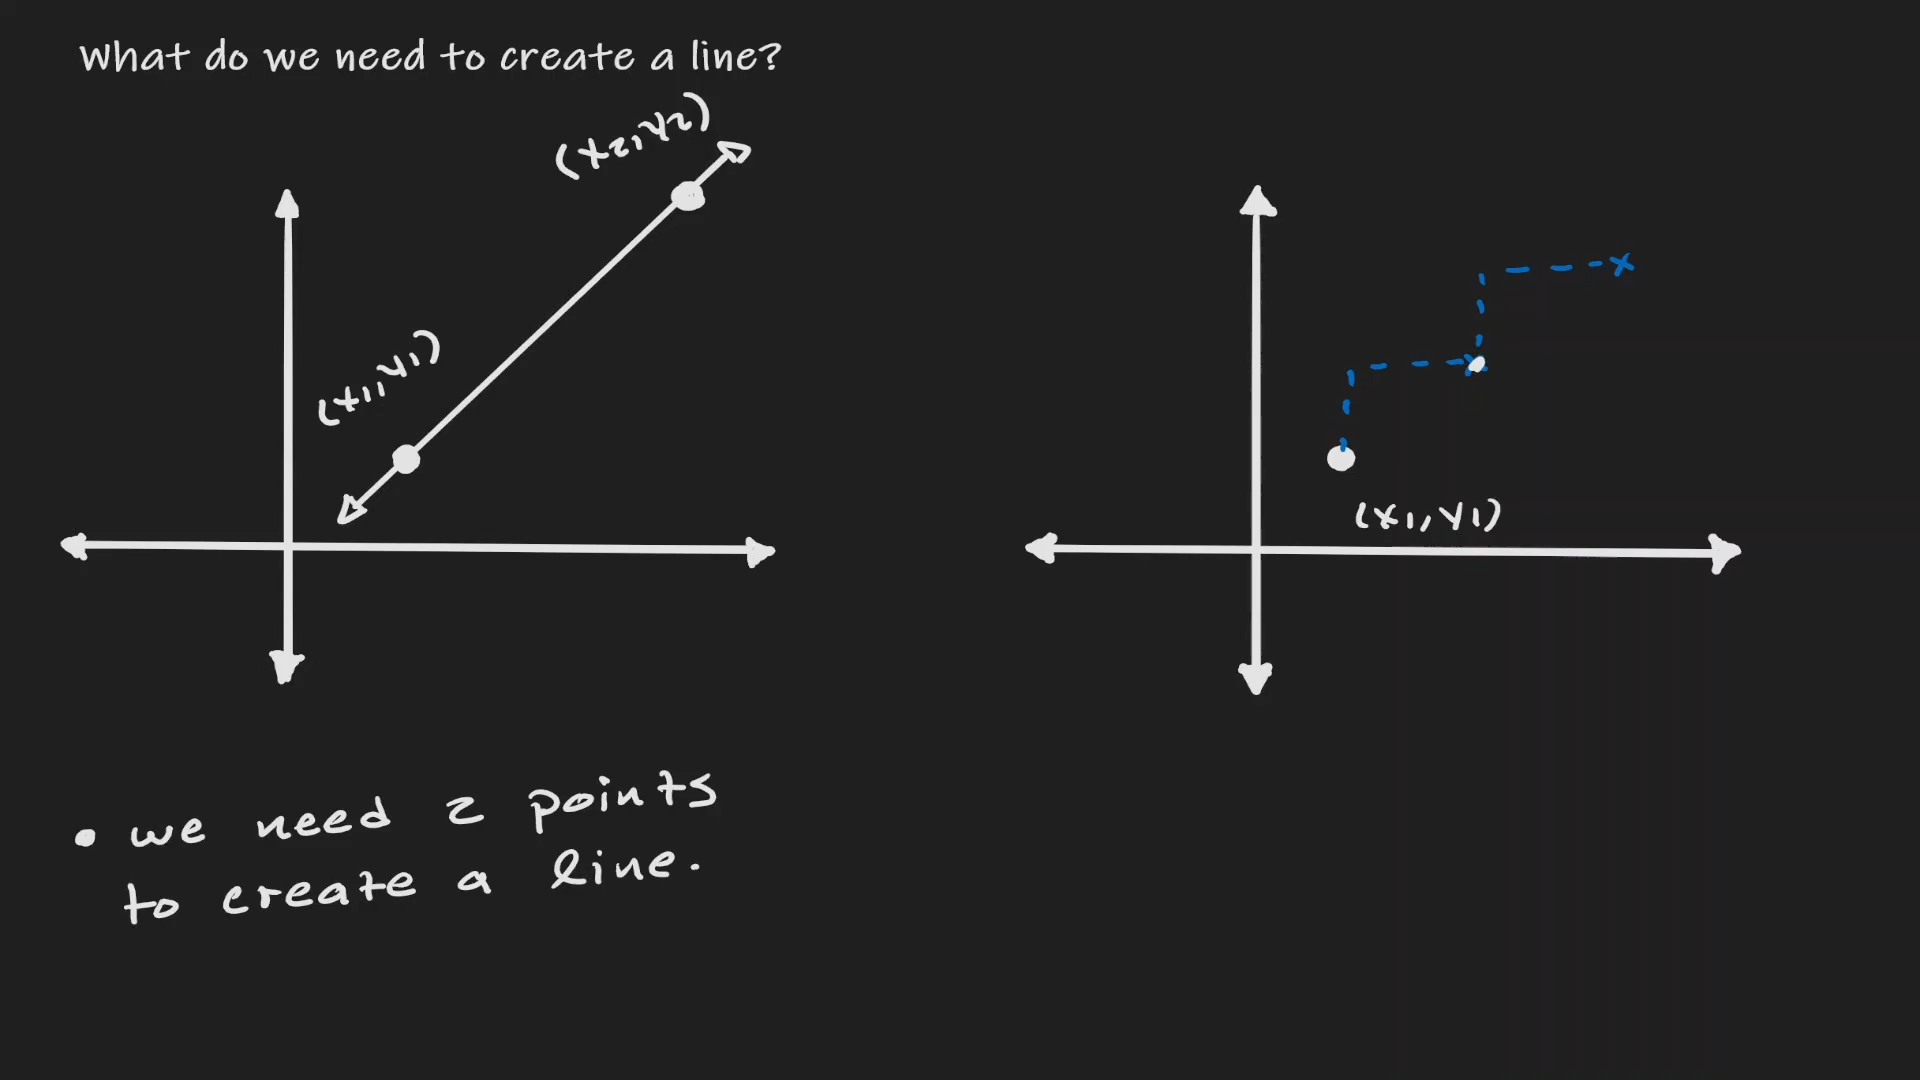 What do we need to create a line?
(x2,y2)
(x1,y1)
(x1,y1)
• we need 2 points
to create a line.